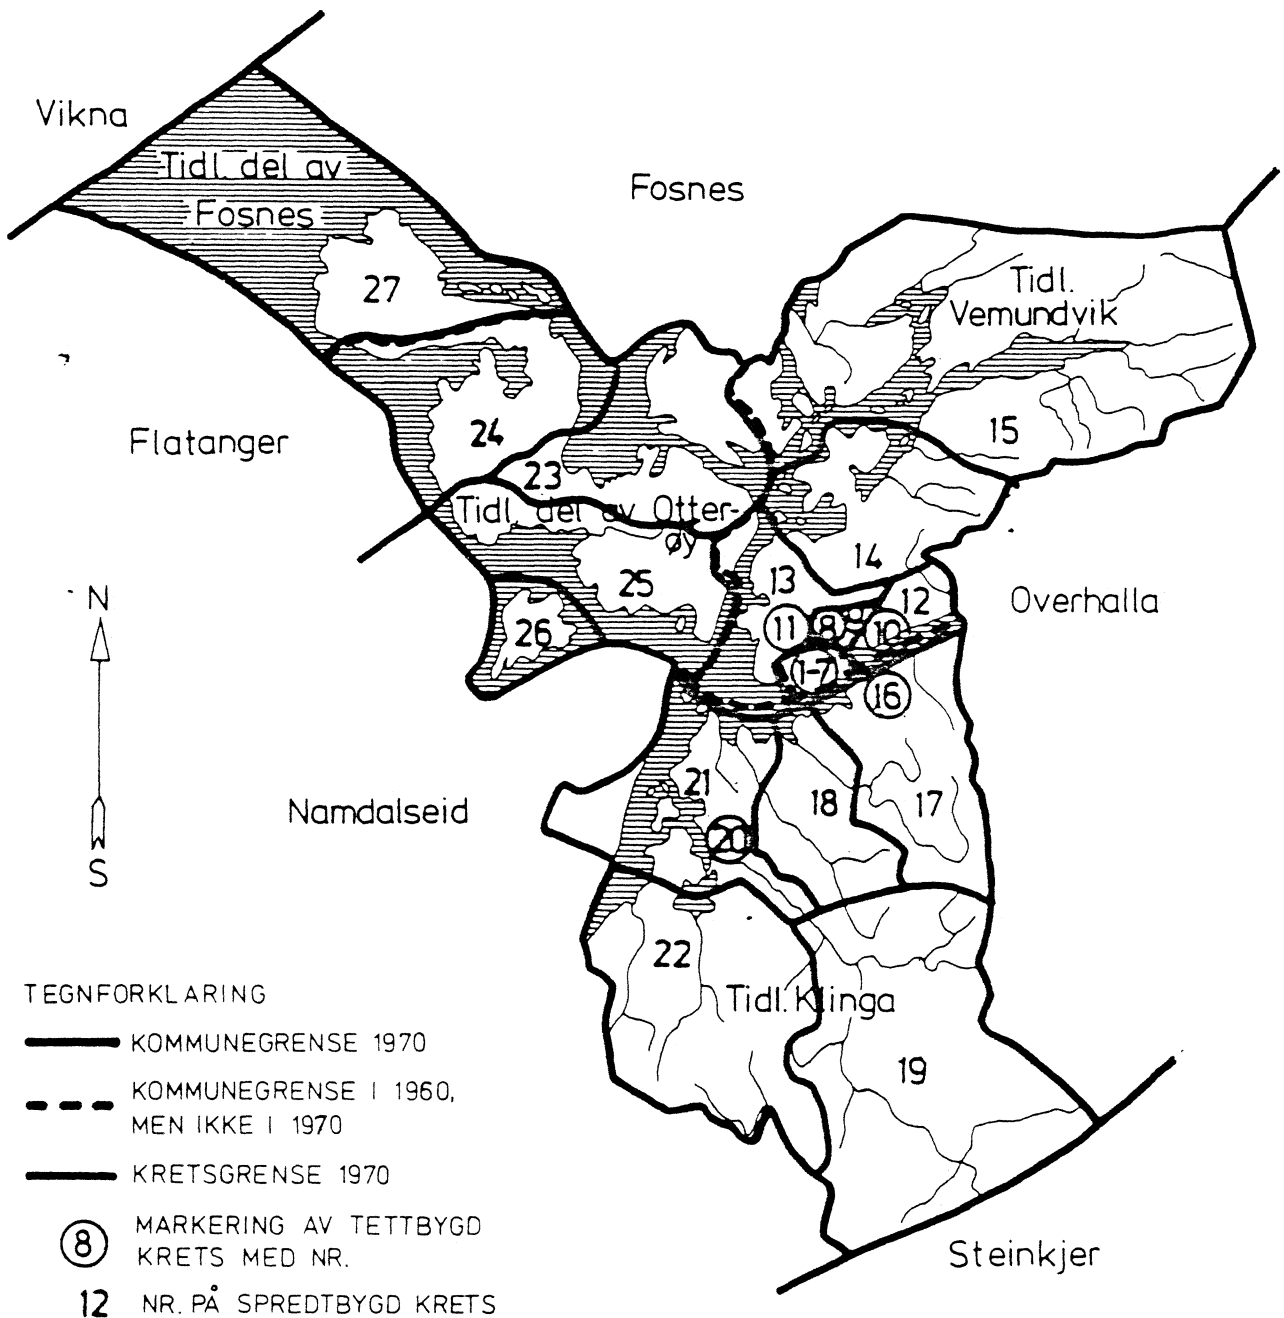 Vikna
Tidl. del av
Fosnes
Fosnes
27
Tidl.
Vemundvik
Flatanger
24
15
23
Tidl. del av Otter-
øy
14
25
13
12
Overhalla
N
26
11
8
10
1-7
16
21
18
17
Namdalseid
20
S
22
TEGNFORKLARING
Tidl. Klinga
KOMMUNEGRENSE 1970
19
KOMMUNEGRENSE I 1960,
MEN IKKE I 1970
KRETSGRENSE 1970
8 MARKERING AV TETTBYGD
KRETS MED NR.
Steinkjer
12 NR. PÅ SPREDTBYGD KRETS